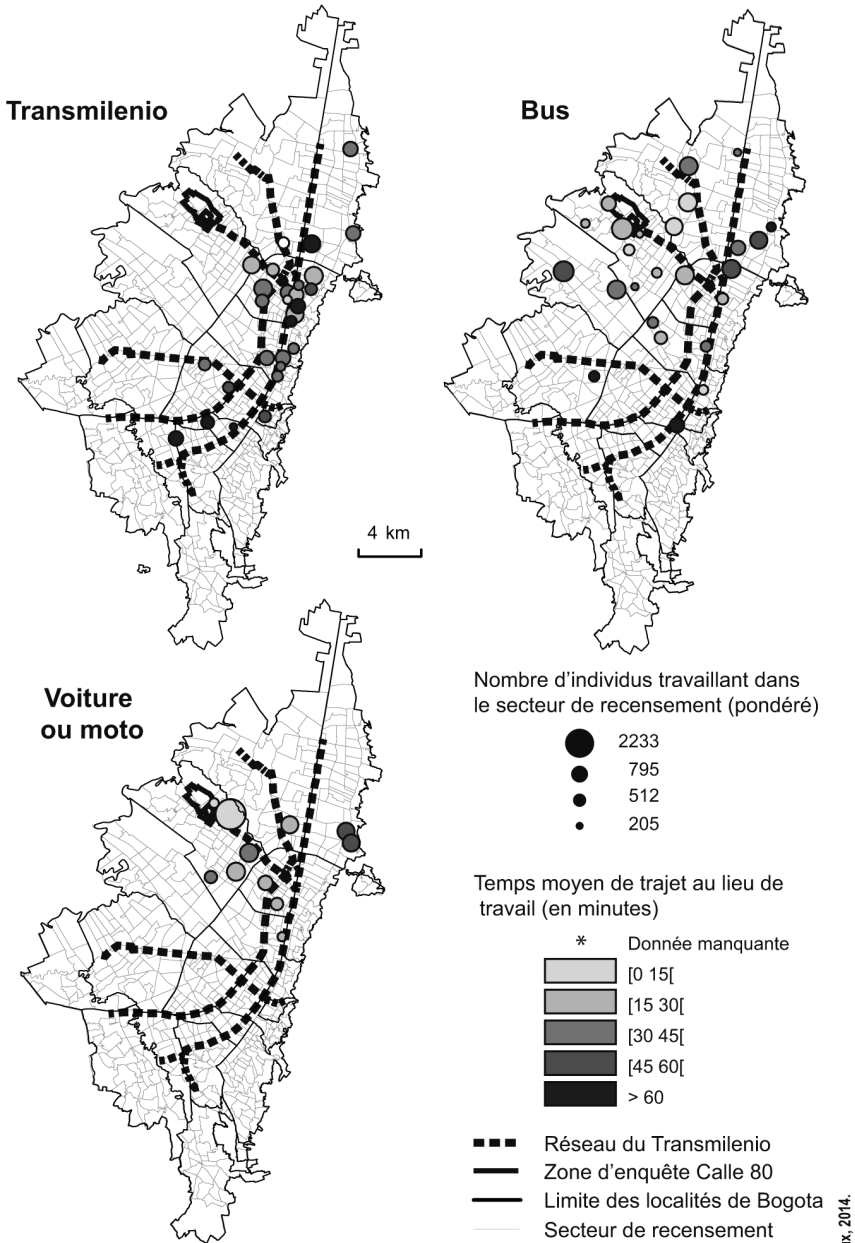 Transmilenio
Bus
4 km
Voiture
ou moto
Nombre d'individus travaillant dans
le secteur de recensement (pondéré)
2233
795
512
205
Temps moyen de trajet au lieu de
travail (en minutes)
* Donnée manquante
[0 15[
[15 30[
[30 45[
[45 60[
> 60
Réseau du Transmilenio
Zone d'enquête Calle 80
Limite des localités de Bogota
Secteur de recensement
2014.